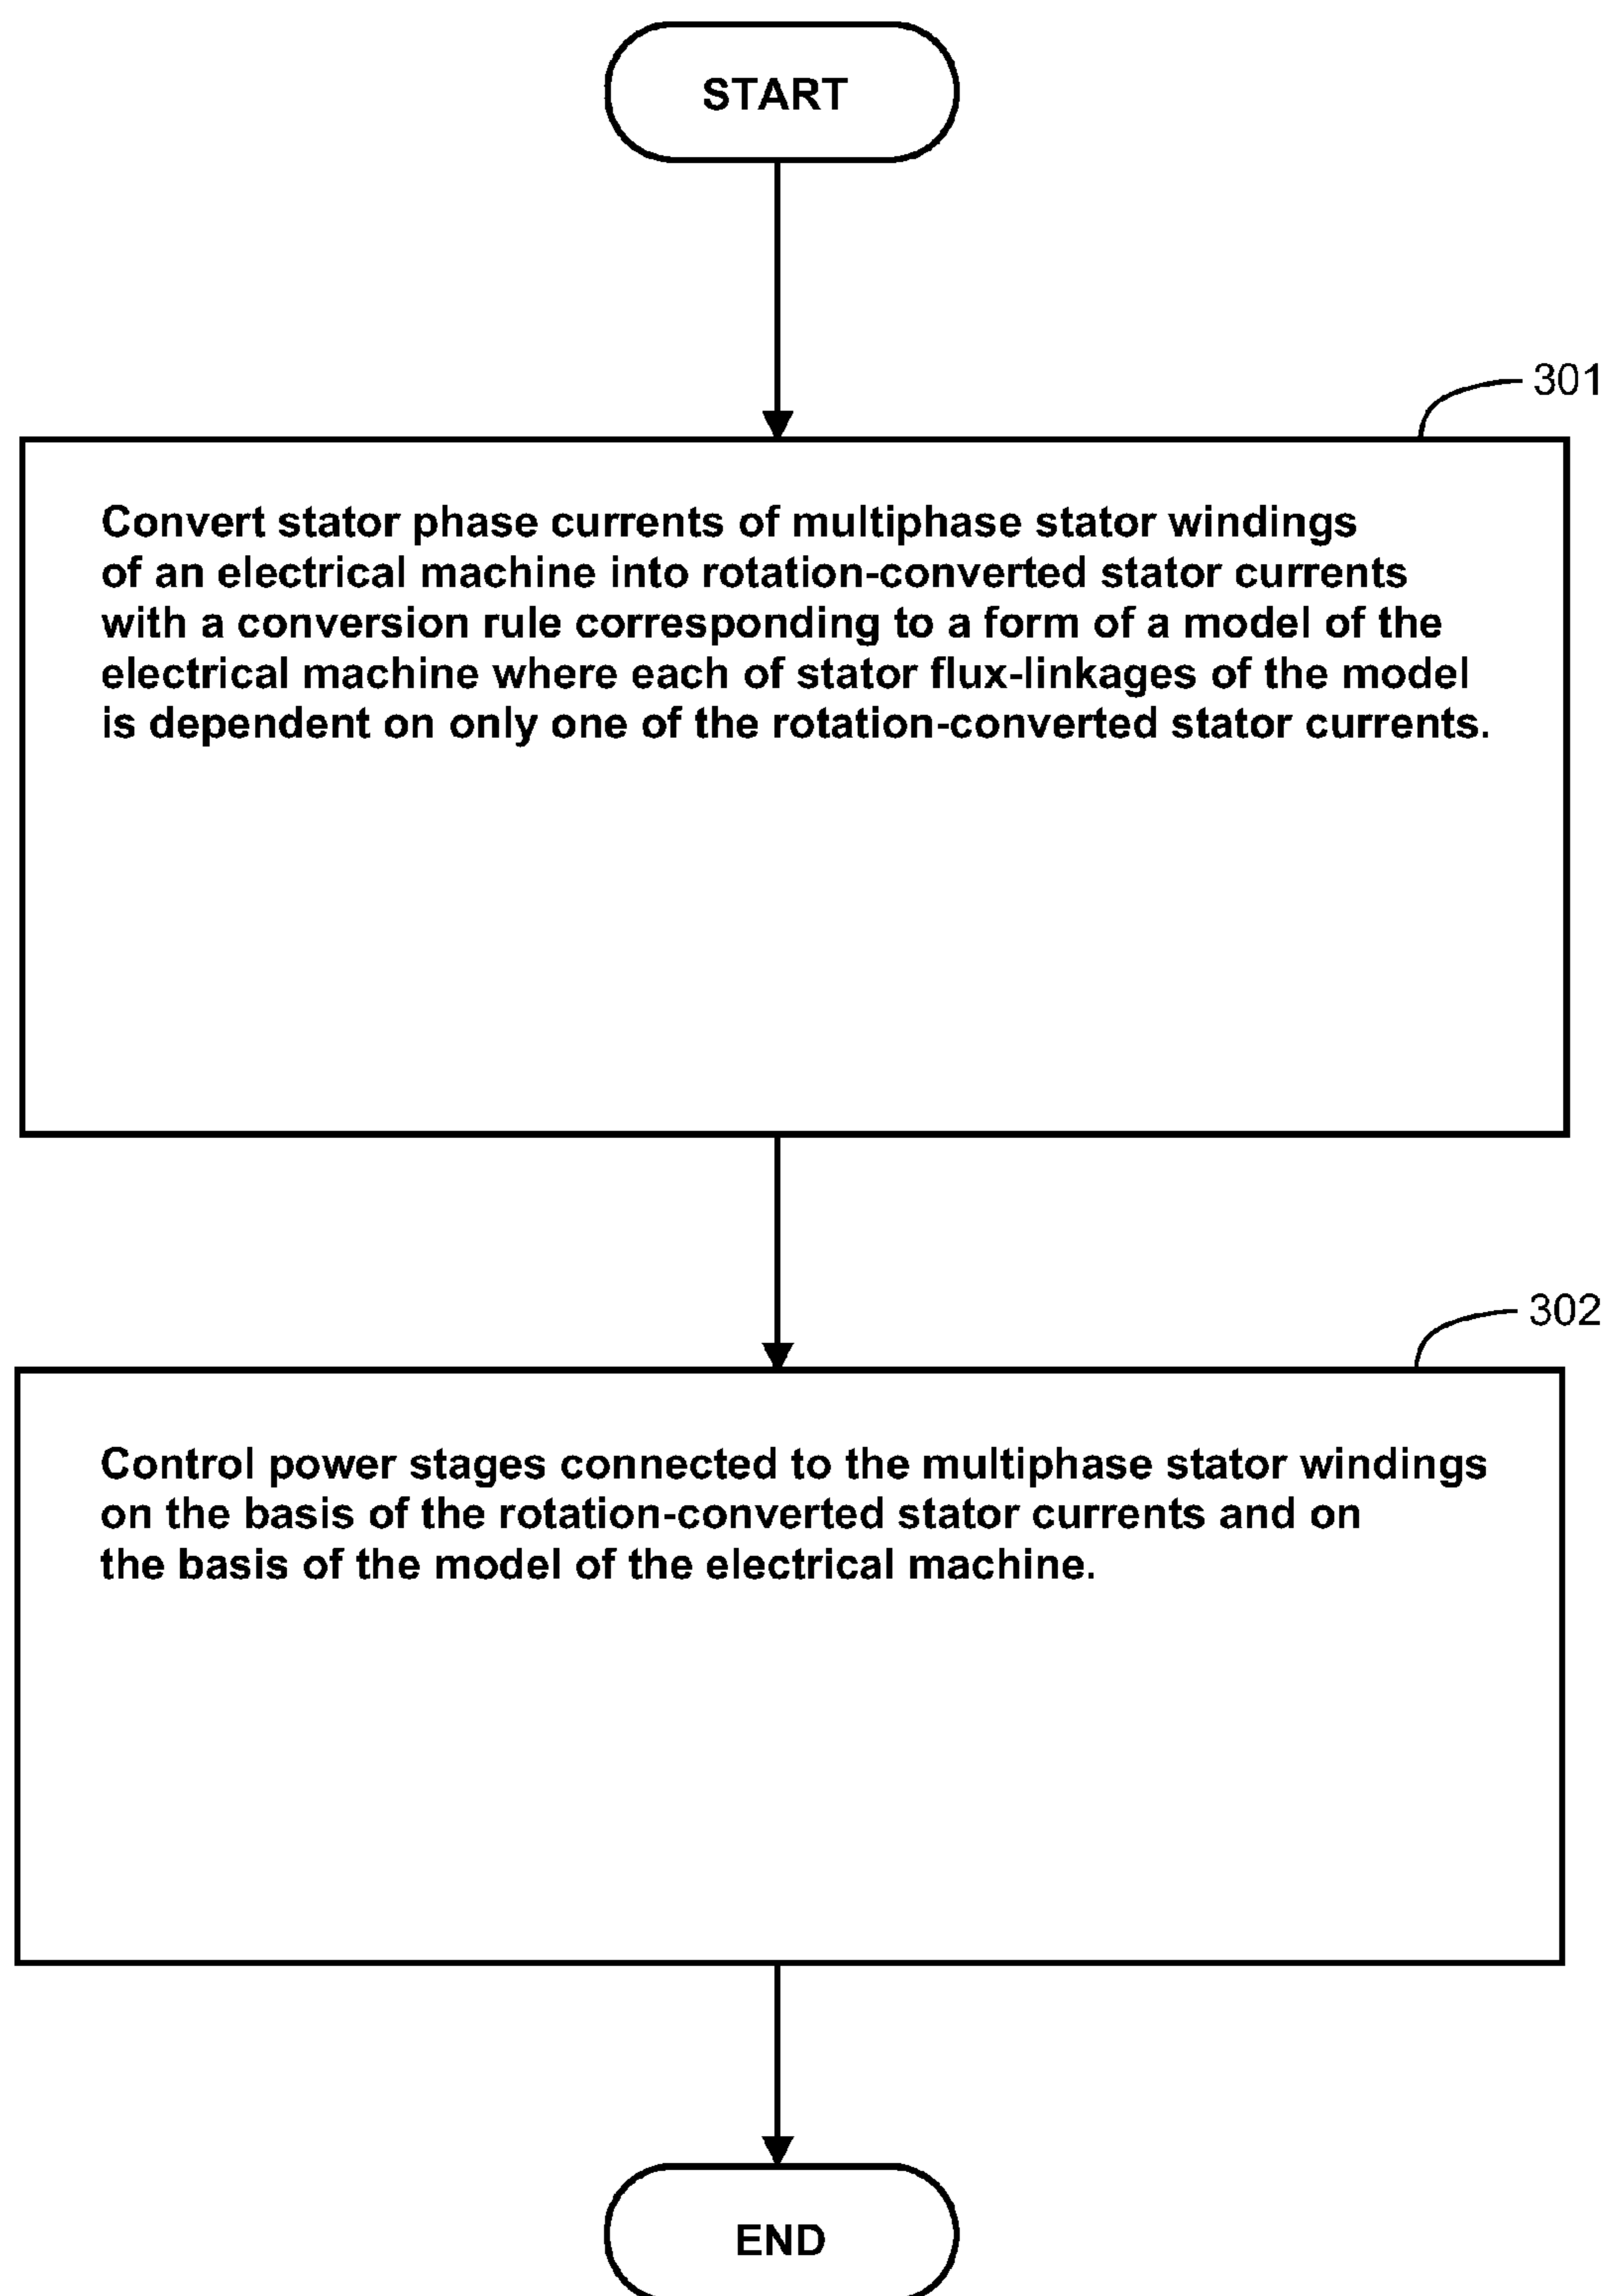 START
301
Convert stator phase currents of multiphase stator windings
of an electrical machine into rotation-converted stator currents
with a conversion rule corresponding to a form of a model of the
electrical machine where each of stator flux-linkages of the model
is dependent on only one of the rotation-converted stator currents.
302
Control power stages connected to the multiphase stator windings
on the basis of the rotation-converted stator currents and on
the basis of the model of the electrical machine.
END